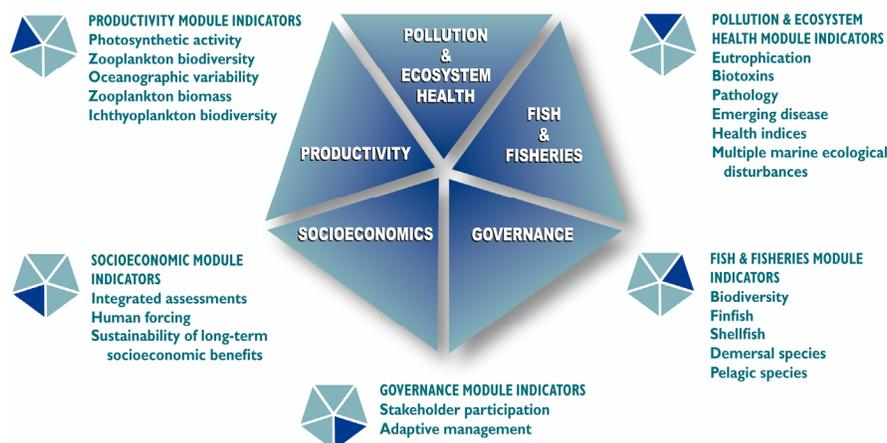 PRODUCTIVITY MODULE INDICATORS
Photosynthetic activity
Zooplankton biodiversity
Oceanographic variability
Zooplankton biomass
Ichthyoplankton biodiversity
POLLUTION
&
ECOSYSTEM
HEALTH
FISH
&
FISHERIES
PRODUCTIVITY
SOCIOECONOMICS
GOVERNANCE
POLLUTION & ECOSYSTEM
HEALTH MODULE INDICATORS
Eutrophication
Biotoxins
Pathology
Emerging disease
Health indices
Multiple marine ecological
disturbances
SOCIOECONOMIC MODULE
INDICATORS
Integrated assessments
Human forcing
Sustainability of long-term
socioeconomic benefits
FISH & FISHERIES MODULE
INDICATORS
Biodiversity
Finfish
Shellfish
Demersal species
Pelagic species
GOVERNANCE MODULE INDICATORS
Stakeholder participation
Adaptive management